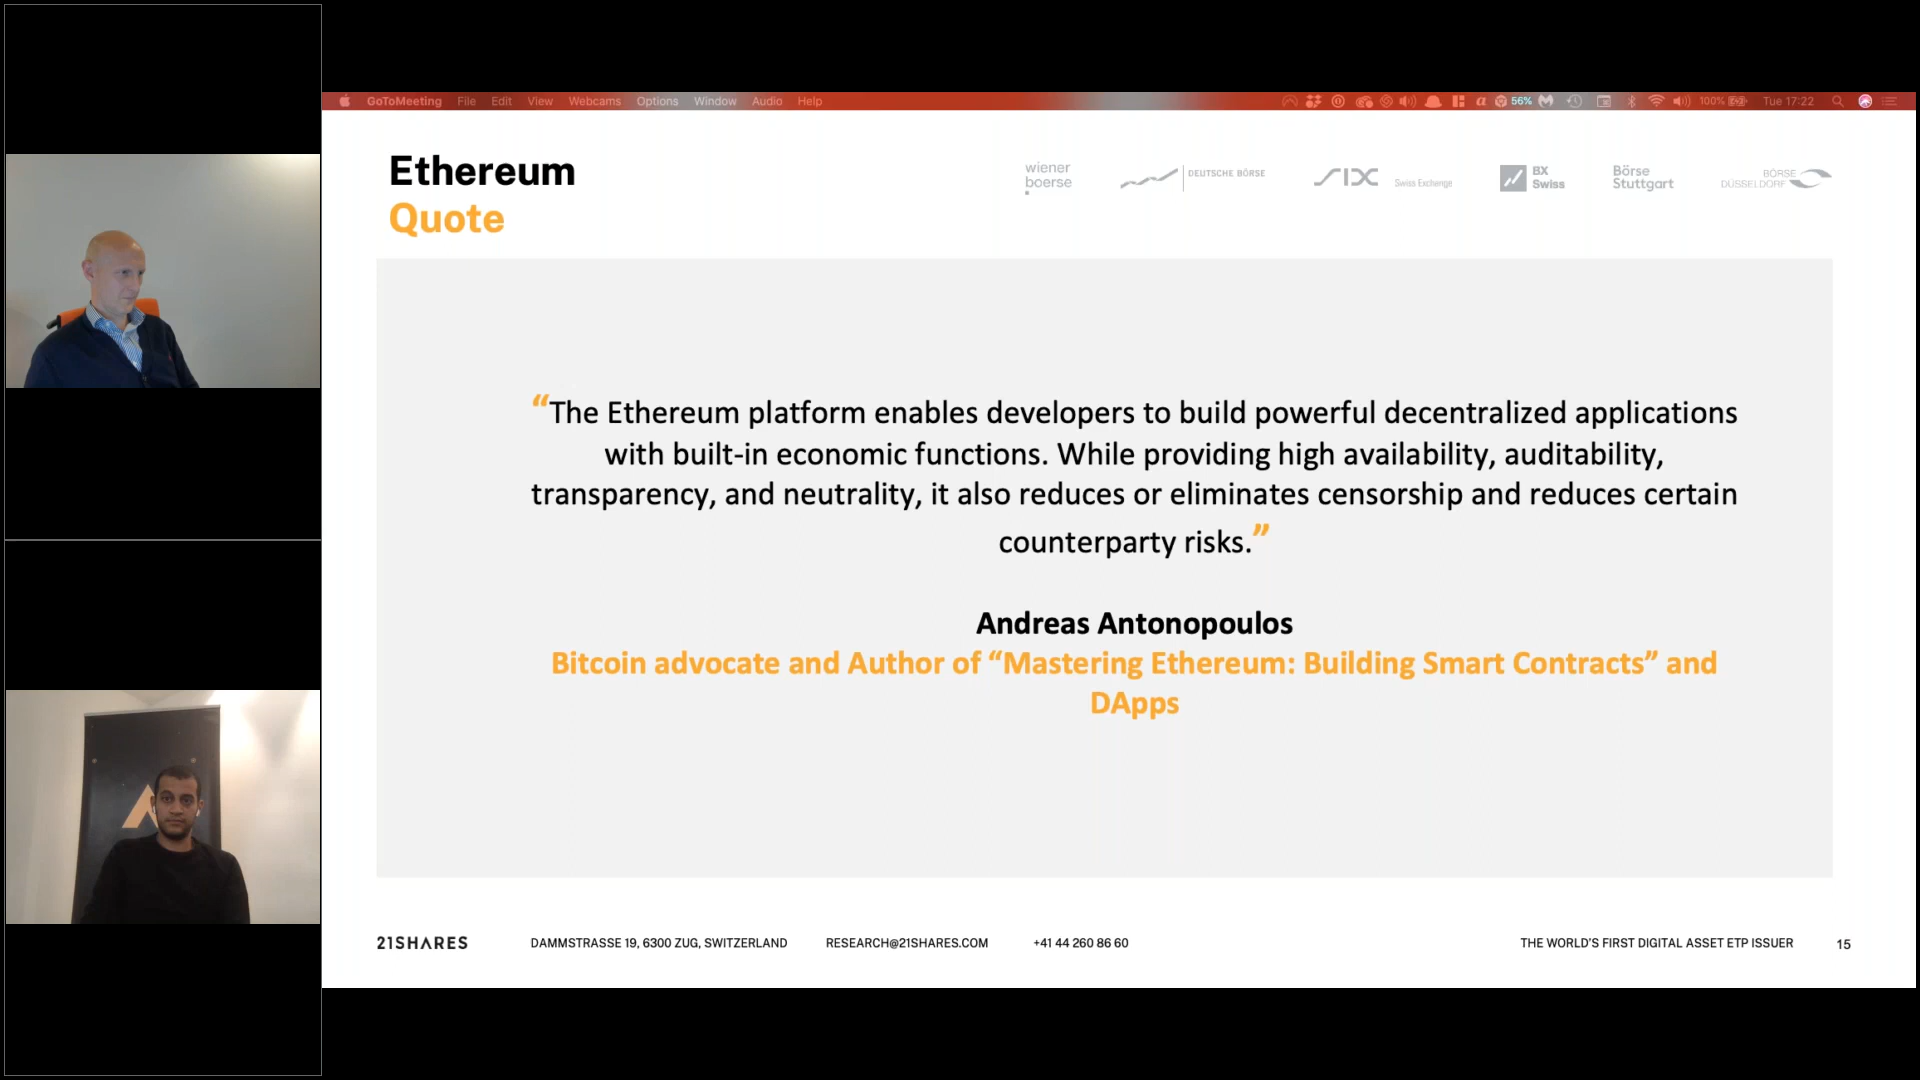 GoToMeeting File Edit View Webcams Options Window Audio Help
56% 100% Tue 17:22
Ethereum
Quote
wiener
boerse
DEUTSCHE BÖRSE
SIX Swiss Exchange
BX
Swiss
Börse
Stuttgart
BÖRSE
DÜSSELDORF
“The Ethereum platform enables developers to build powerful decentralized applications
with built-in economic functions. While providing high availability, auditability,
transparency, and neutrality, it also reduces or eliminates censorship and reduces certain
counterparty risks.”
Andreas Antonopoulos
Bitcoin advocate and Author of “Mastering Ethereum: Building Smart Contracts” and
DApps
21SHARES DAMMSTRASSE 19, 6300 ZUG, SWITZERLAND RESEARCH@21SHARES.COM +41 44 260 86 60 THE WORLD’S FIRST DIGITAL ASSET ETP ISSUER 15